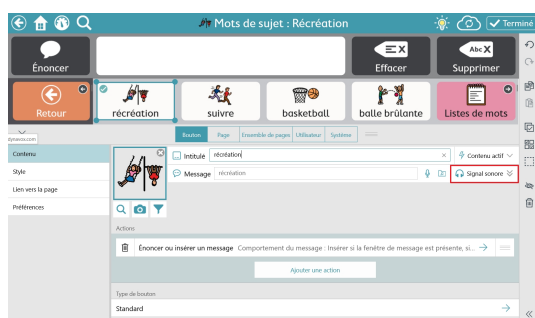 Mots de sujet : Récréation
Terminé
Énoncer
X
Effacer
Abc X
Supprimer
Retour
récréation
suivre
basketball
balle brûlante
Listes de mots
dynavox.com
Bouton Page Ensemble de pages Utilisateur Système
Contenu
Style
Lien vers la page
Préférences
Intitulé récréation × Contenu actif
Message récréation Signal sonore
Actions
Énoncer ou insérer un message Comportement du message : Insérer si la fenêtre de message est présente, si...
Ajouter une action
Type de bouton
Standard